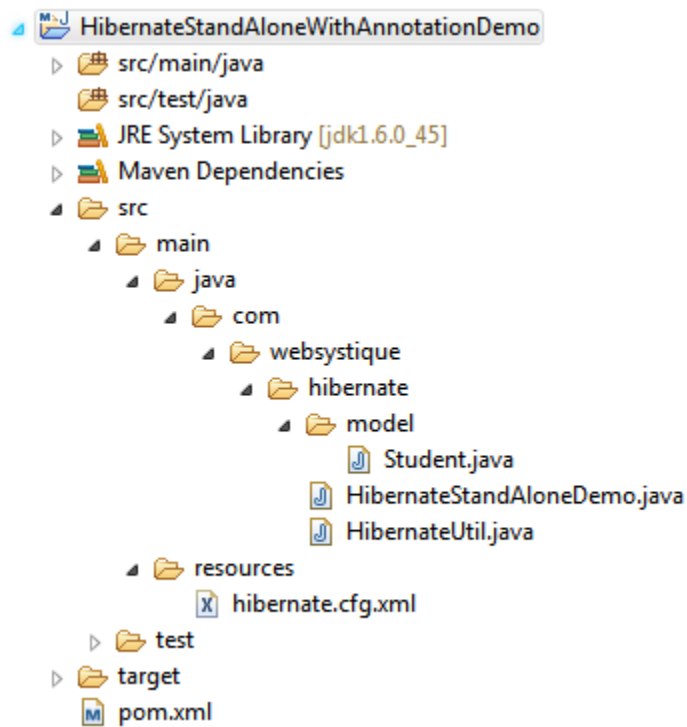 HibernateStandAloneWithAnnotationDemo
src/main/java
src/test/java
JRE System Library [jdk1.6.0_45]
Maven Dependencies
src
main
java
com
websystique
hibernate
model
Student.java
HibernateStandAloneDemo.java
HibernateUtil.java
resources
hibernate.cfg.xml
test
target
pom.xml